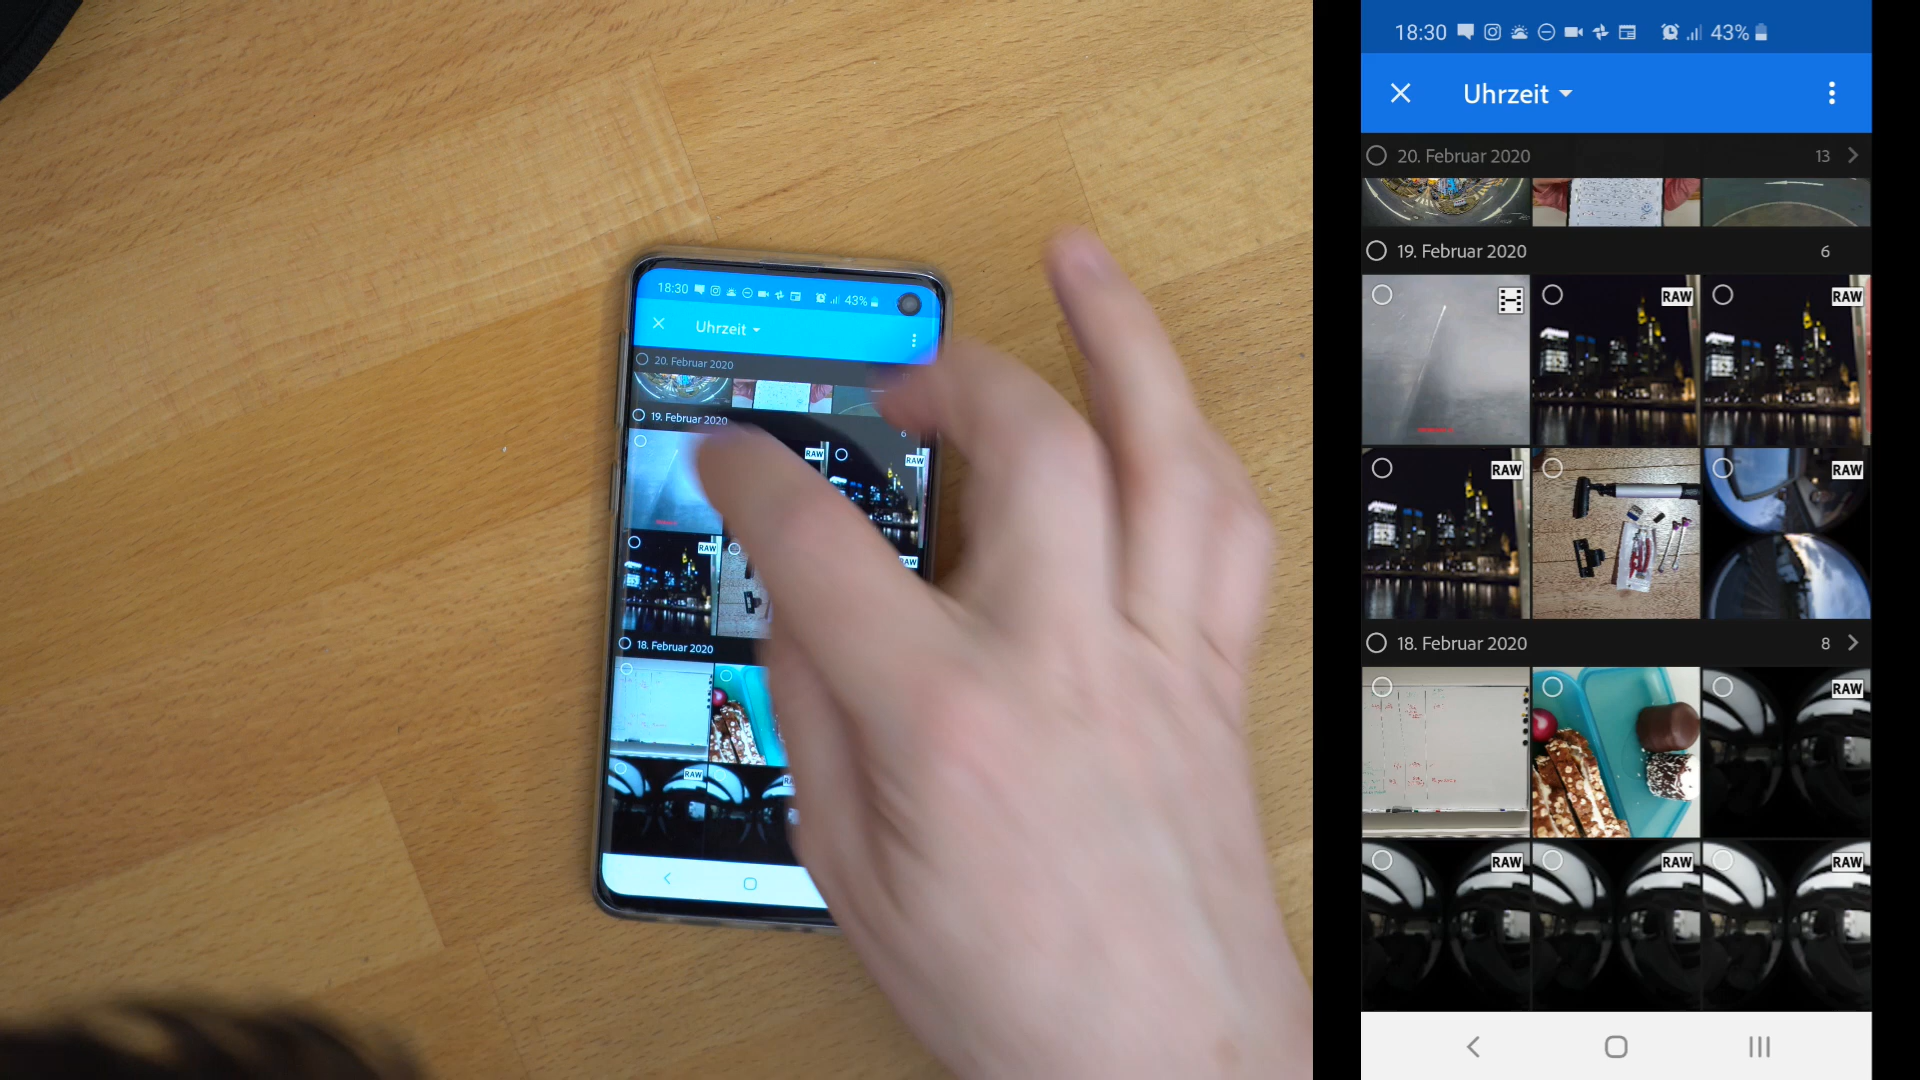 18:30 43%
Uhrzeit
20. Februar 2020
19. Februar 2020
6
RAW
RAW
RAW
RAW
18. Februar 2020
RAW
18:30 43%
Uhrzeit
20. Februar 2020 13
19. Februar 2020 6
RAW RAW
RAW RAW
18. Februar 2020 8
RAW
RAW RAW RAW